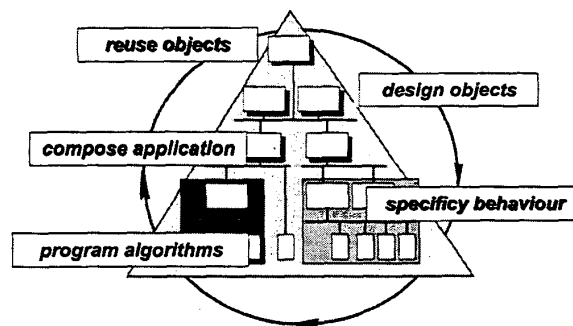 reuse objects
design objects
compose application
specificy behaviour
program algorithms